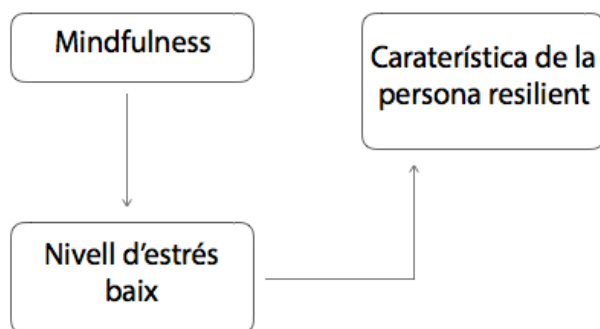 Mindfulness
Caraterística de la
persona resilient
Nivell d'estrés
baix